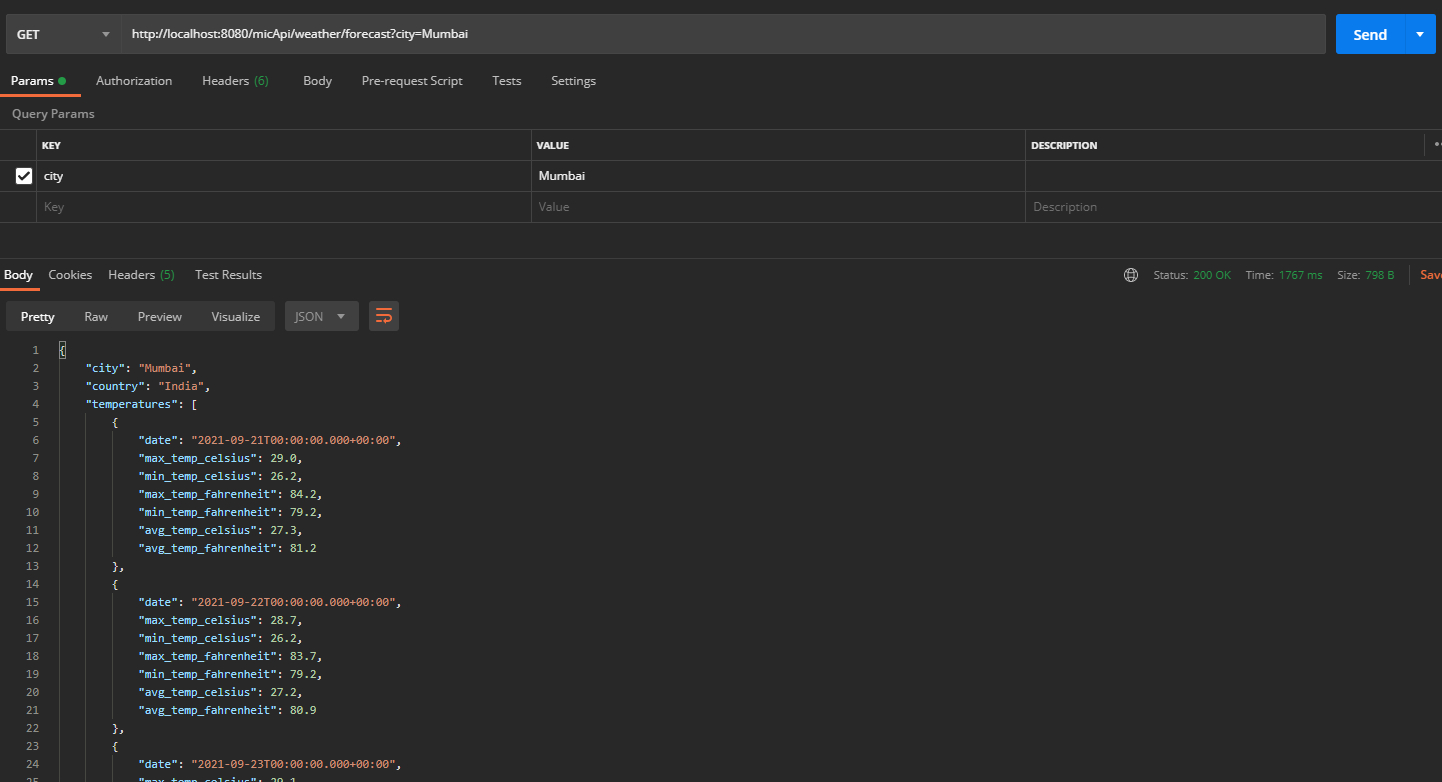 GET http://localhost:8080/micApi/weather/forecast?city=Mumbai Send
Params Authorization Headers (6) Body Pre-request Script Tests Settings
Query Params
KEY VALUE DESCRIPTION
city Mumbai
Key Value Description
Body Cookies Headers (5) Test Results Status: 200 OK Time: 1767 ms Size: 798 B Save
Pretty Raw Preview Visualize JSON
1 {
2 "city": "Mumbai",
3 "country": "India",
4 "temperatures": [
5 {
6 "date": "2021-09-21T00:00:00.000+00:00",
7 "max_temp_celsius": 29.0,
8 "min_temp_celsius": 26.2,
9 "max_temp_fahrenheit": 84.2,
10 "min_temp_fahrenheit": 79.2,
11 "avg_temp_celsius": 27.3,
12 "avg_temp_fahrenheit": 81.2
13 },
14 {
15 "date": "2021-09-22T00:00:00.000+00:00",
16 "max_temp_celsius": 28.7,
17 "min_temp_celsius": 26.2,
18 "max_temp_fahrenheit": 83.7,
19 "min_temp_fahrenheit": 79.2,
20 "avg_temp_celsius": 27.2,
21 "avg_temp_fahrenheit": 80.9
22 },
23 {
24 "date": "2021-09-23T00:00:00.000+00:00",
25 "max_temp_celsius": 29.1,